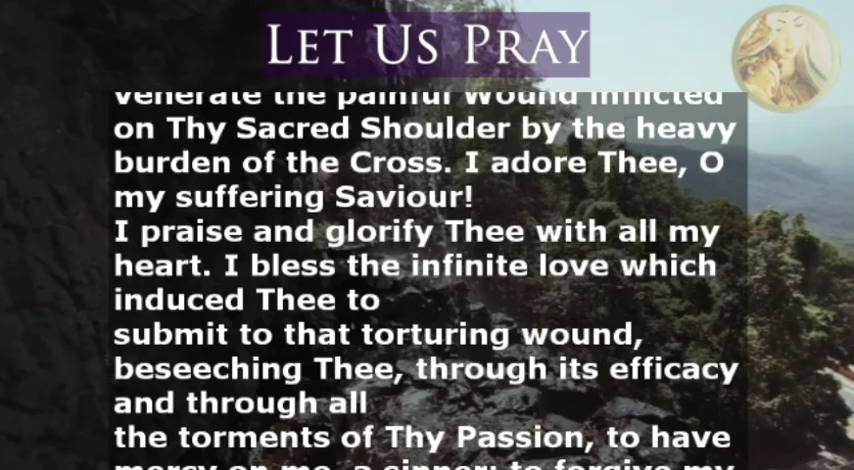 LET US PRAY
venerate the painful Wound inflicted
on Thy Sacred Shoulder by the heavy
burden of the Cross. I adore Thee, O
my suffering Saviour!
I praise and glorify Thee with all my
heart. I bless the infinite love which
induced Thee to
submit to that torturing wound,
beseeching Thee, through its efficacy
and through all
the torments of Thy Passion, to have
mercy on me, a sinner; to forgive my